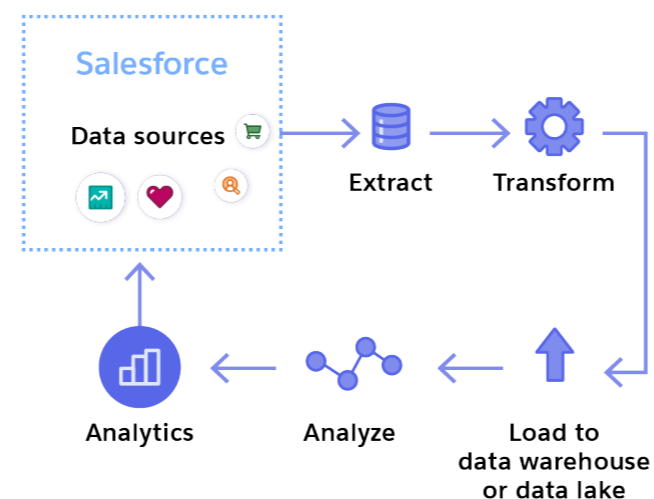 Salesforce
Data sources
Extract
Transform
Analytics
Analyze
Load to
data warehouse
or data lake